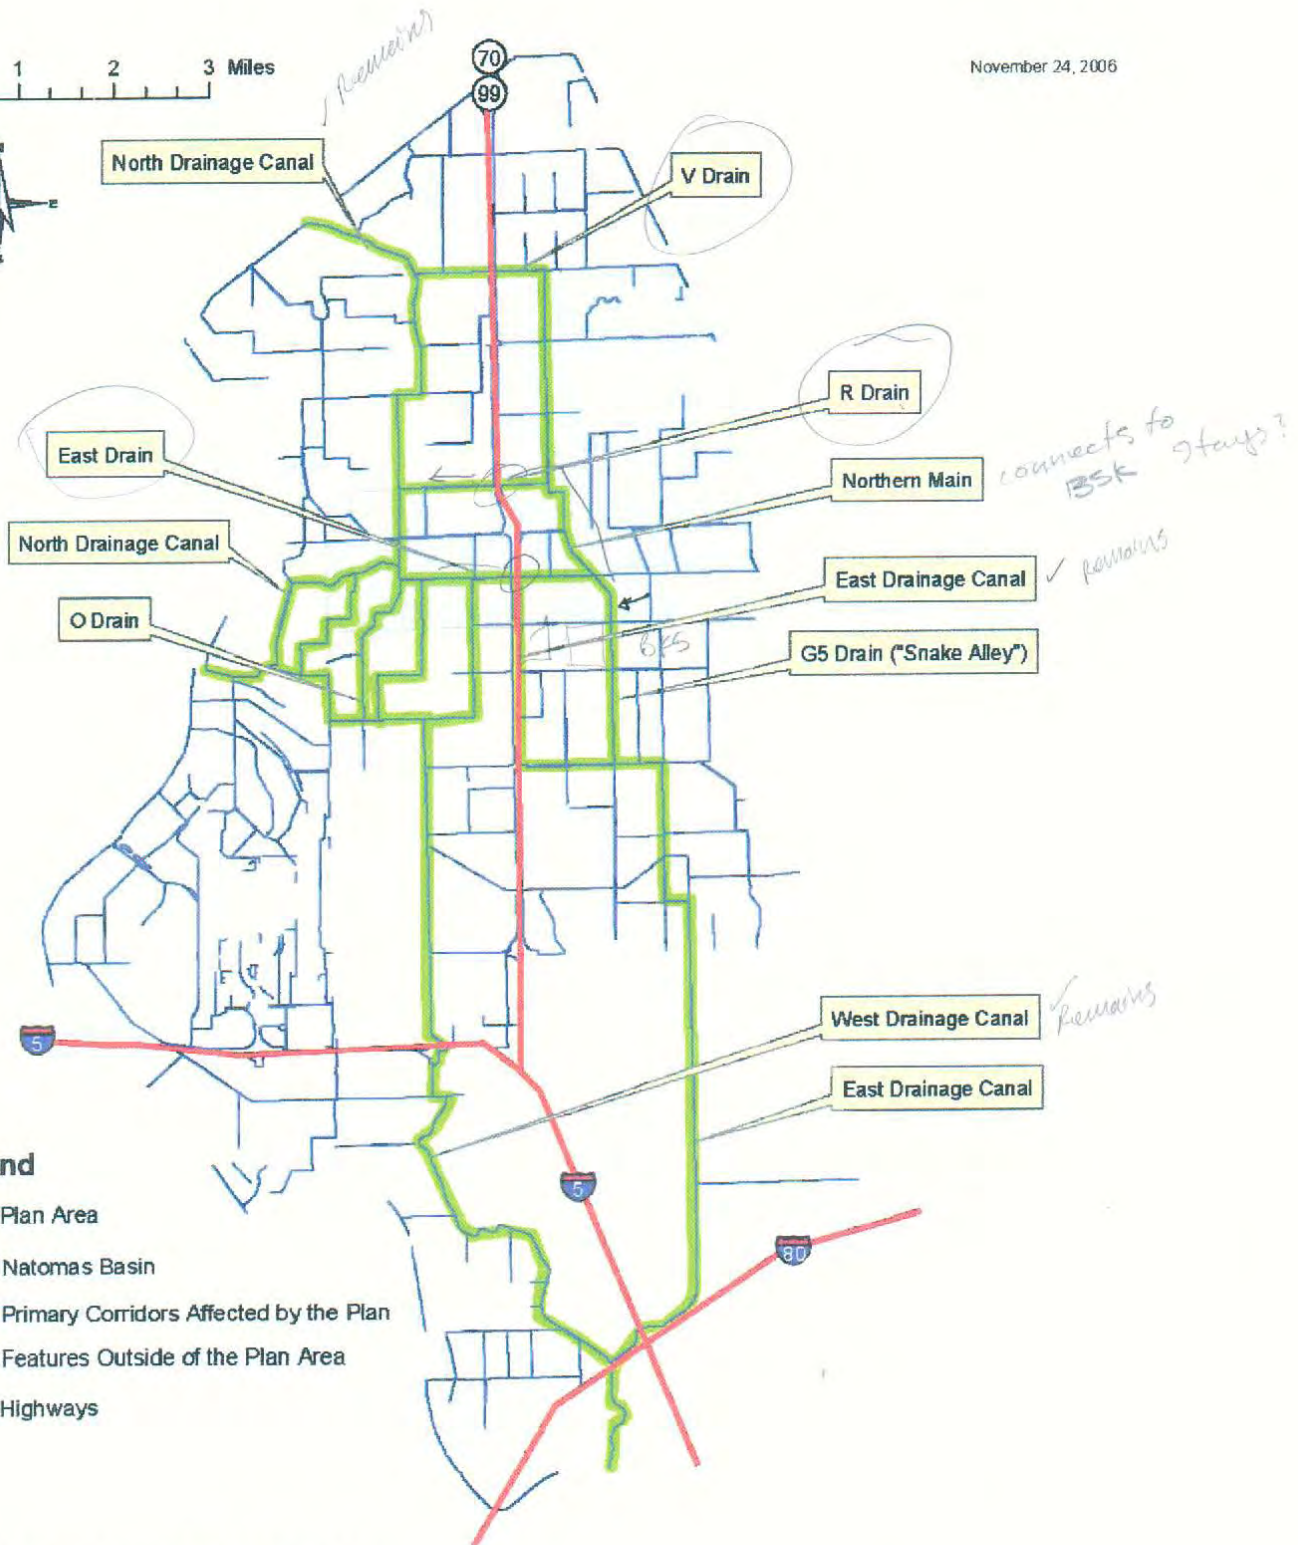 1 2 3 Miles
Remains
70
99
November 24, 2006
North Drainage Canal
V Drain
E
R Drain
East Drain
Northern Main
connects to
BSK stays?
North Drainage Canal
East Drainage Canal
✓ Remains
O Drain
BKS
G5 Drain ("Snake Alley")
West Drainage Canal
✓ Remains
5
East Drainage Canal
nd
5
Plan Area
80
Natomas Basin
Primary Corridors Affected by the Plan
Features Outside of the Plan Area
Highways